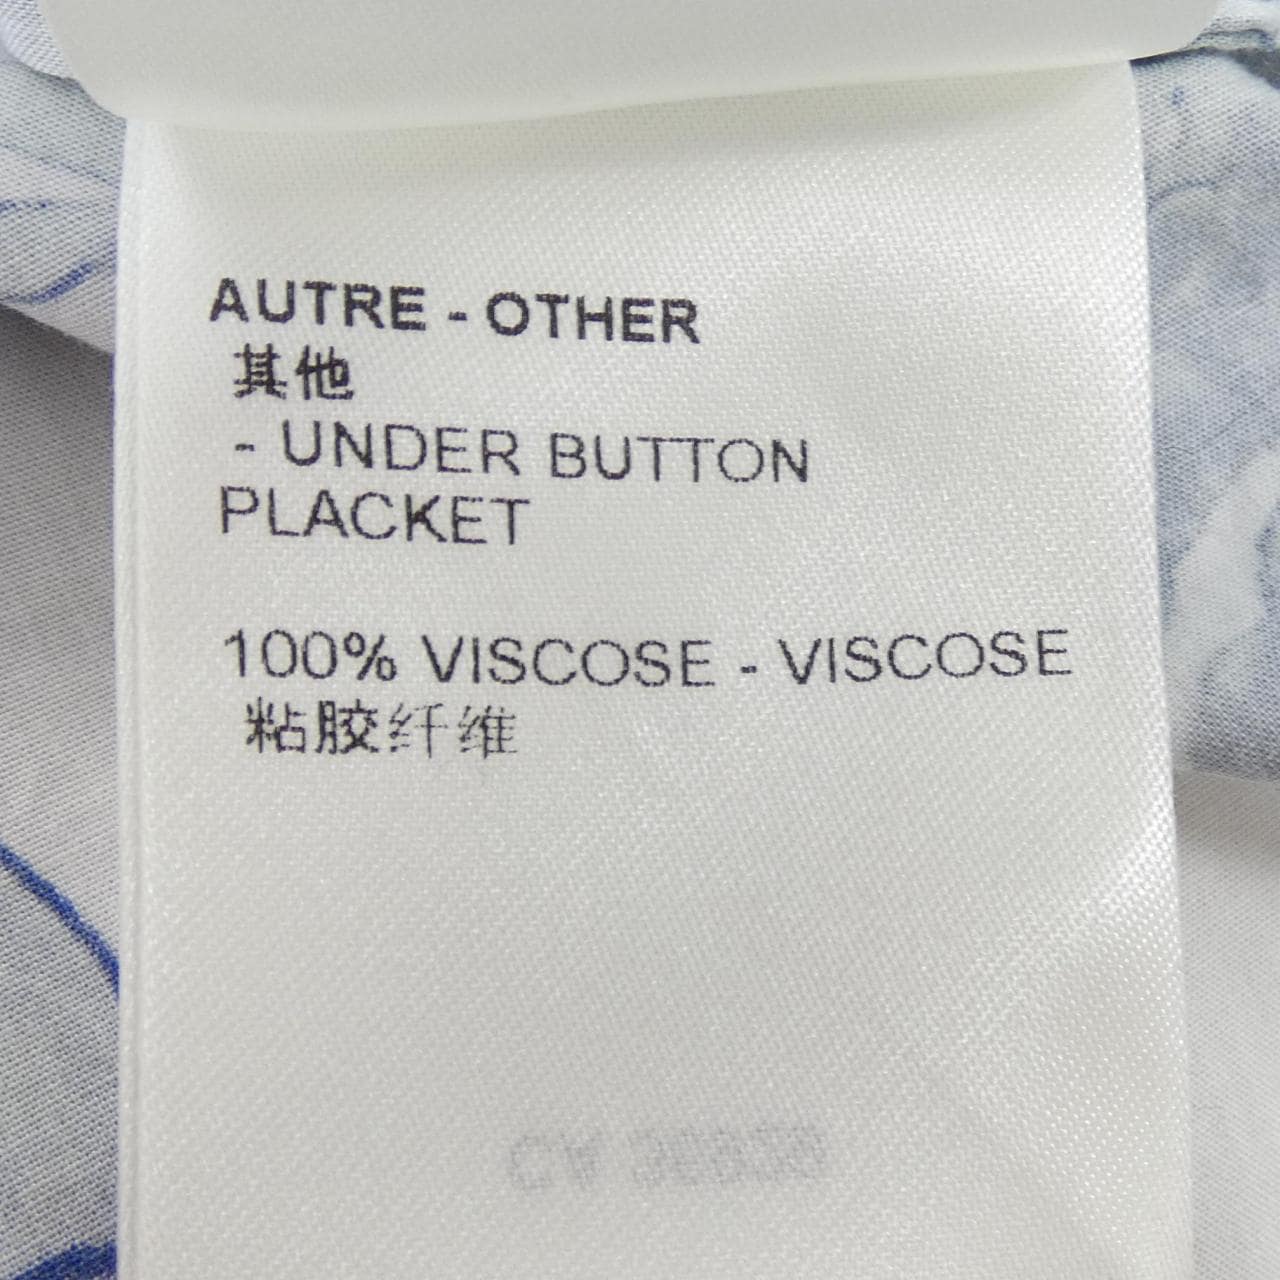 AUTRE - OTHER
其他
- UNDER BUTTON
PLACKET
100% VISCOSE - VISCOSE
粘胶纤维